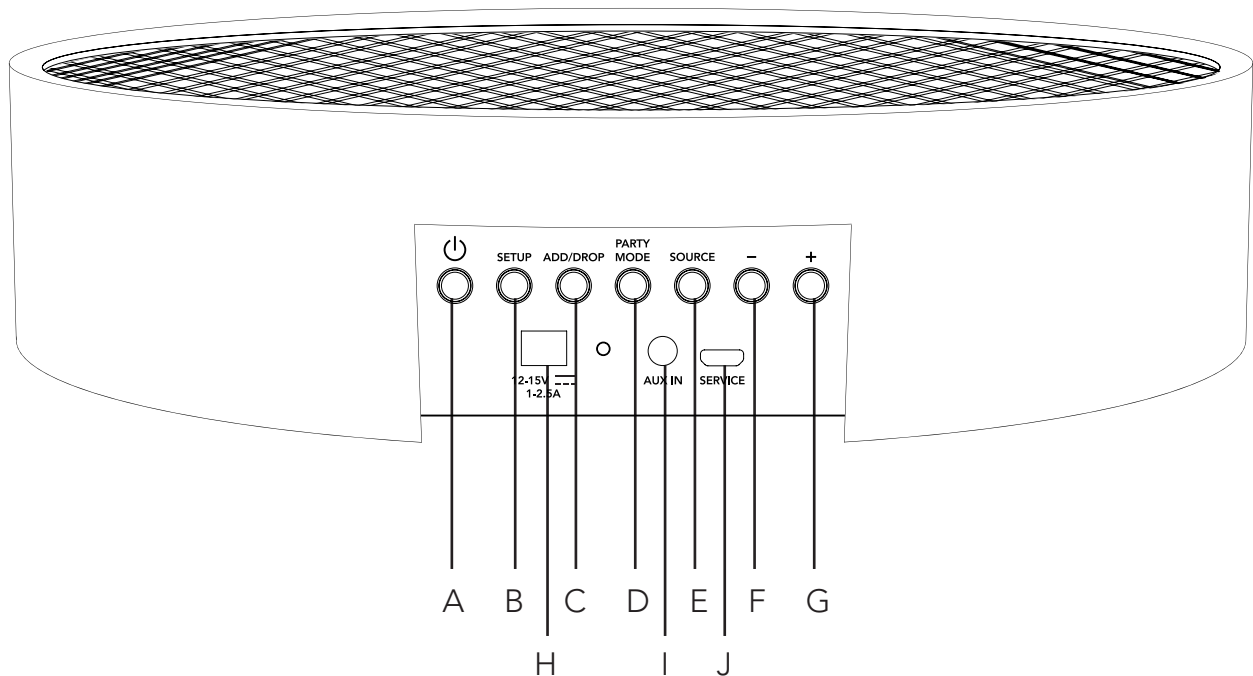 PARTY
SETUP ADD/DROP MODE SOURCE − +
12-15V
1-2.5A
AUX IN SERVICE
A B C D E F G
H I J